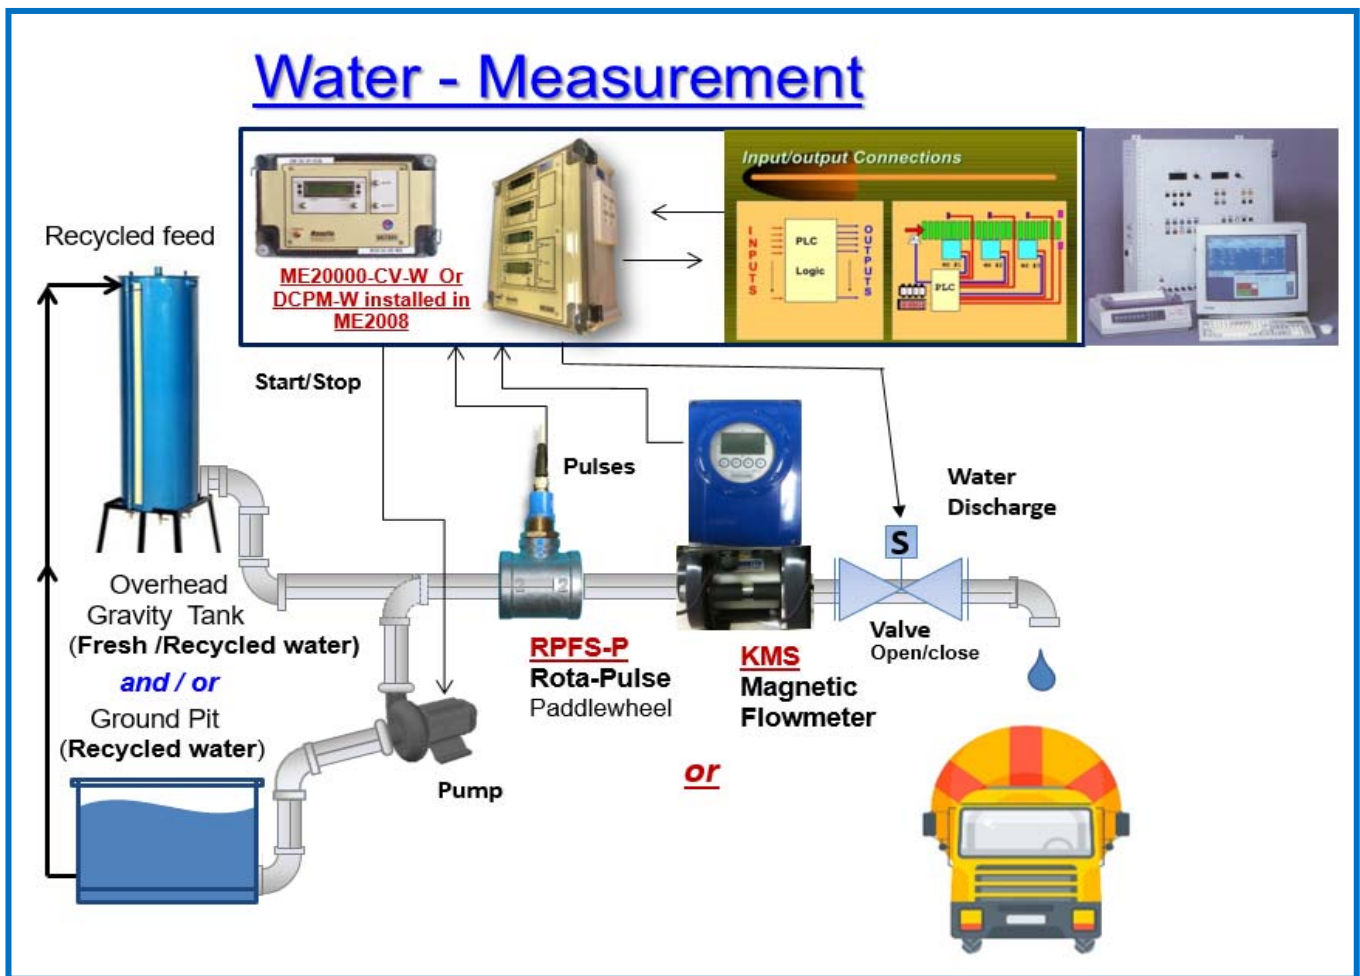 Water - Measurement
Input/output Connections
INPUTS
PLC
Logic
OUTPUTS
PLC
Recycled feed
ME20000-CV-W Or
DCPM-W installed in
ME2008
Start/Stop
Pulses
Water
Discharge
S
2 2
Overhead
Gravity Tank
(Fresh /Recycled water)
and / or
Ground Pit
(Recycled water)
RPFS-P
Rota-Pulse
Paddlewheel
KMS
Magnetic
Flowmeter
Valve
Open/close
or
Pump